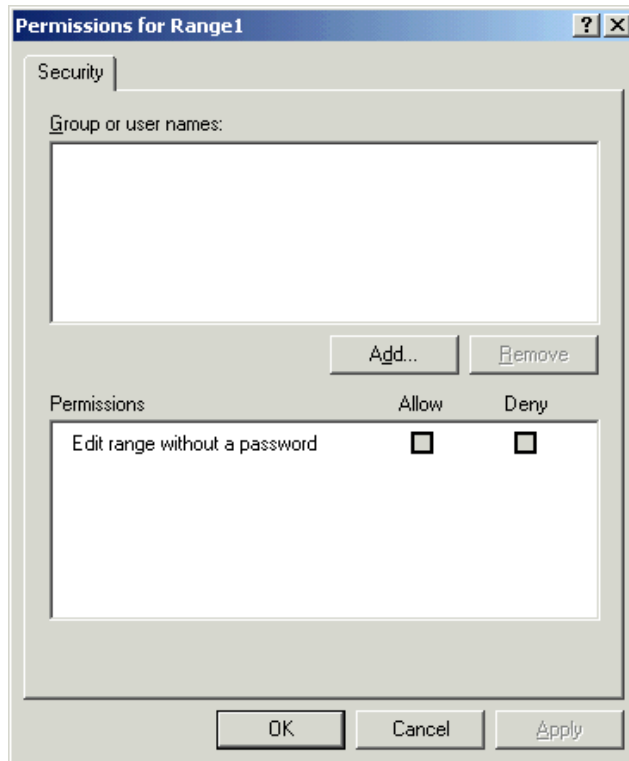 Permissions for Range1
Security
Group or user names:
Add... Remove
Permissions Allow Deny
Edit range without a password
OK Cancel Apply